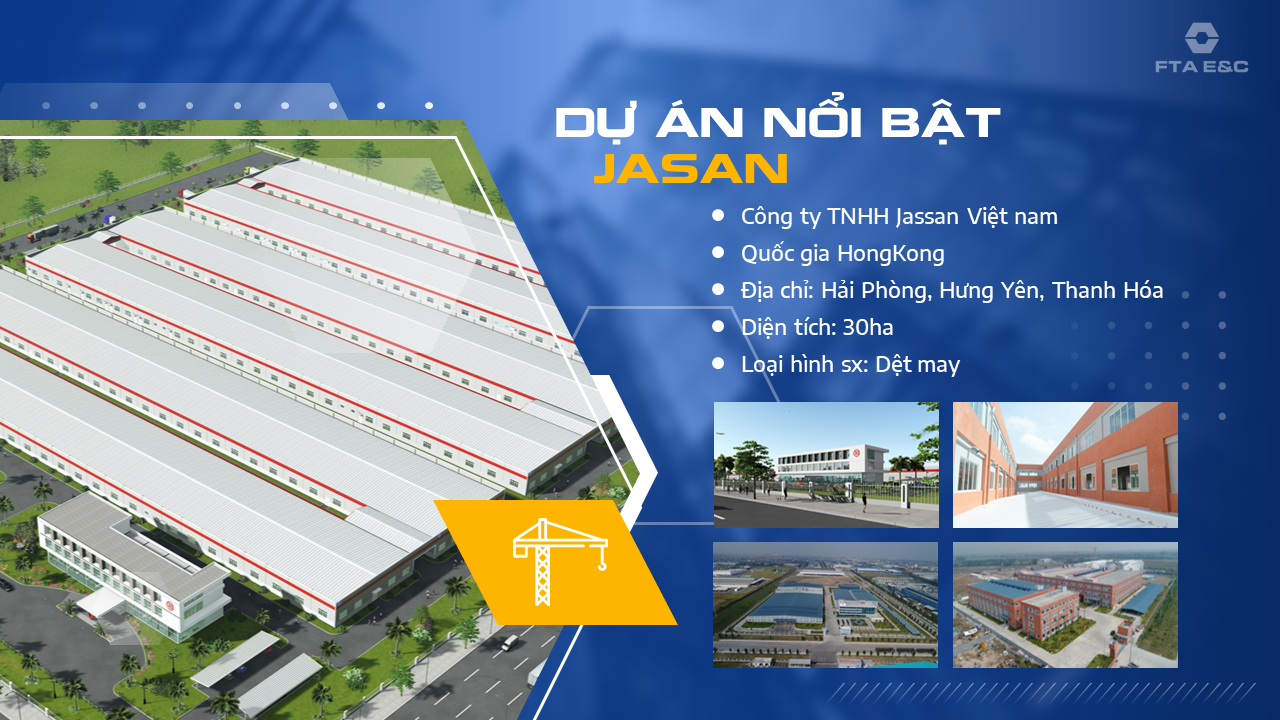 FTA E&C
DỰ ÁN NỔI BẬT
JASAN
Công ty TNHH Jassan Việt nam
Quốc gia HongKong
Địa chỉ: Hải Phòng, Hưng Yên, Thanh Hóa
Diện tích: 30ha
Loại hình sx: Dệt may